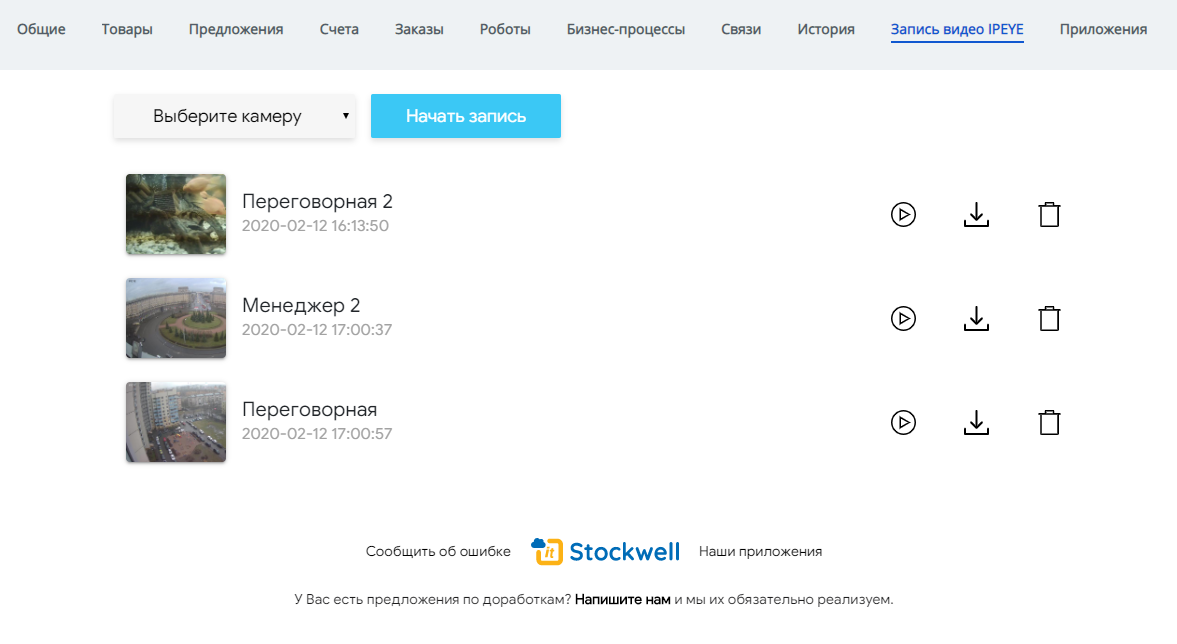 Общие Товары Предложения Счета Заказы Роботы Бизнес-процессы Связи История Запись видео IPEYE Приложения
Выберите камеру Начать запись
Переговорная 2
2020-02-12 16:13:50
Менеджер 2
2020-02-12 17:00:37
Переговорная
2020-02-12 17:00:57
Сообщить об ошибке it Stockwell Наши приложения
У Вас есть предложения по доработкам? Напишите нам и мы их обязательно реализуем.